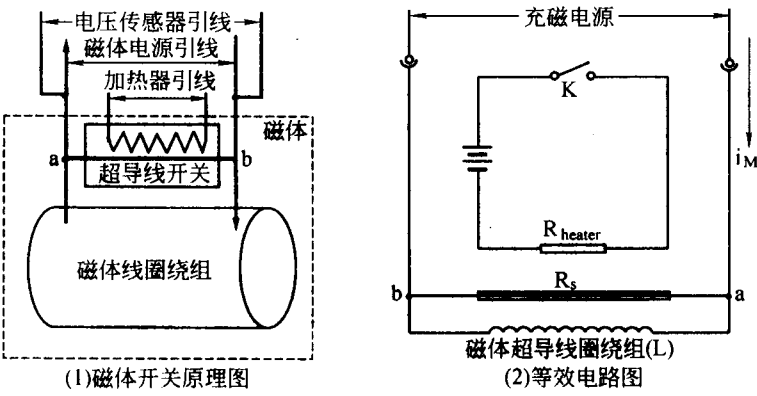 电压传感器引线
磁体电源引线
加热器引线
磁体
a
b
超导线开关
磁体线圈绕组
(1)磁体开关原理图
充磁电源
K
iM
Rheater
Rs
b
a
磁体超导线圈绕组(L)
(2)等效电路图